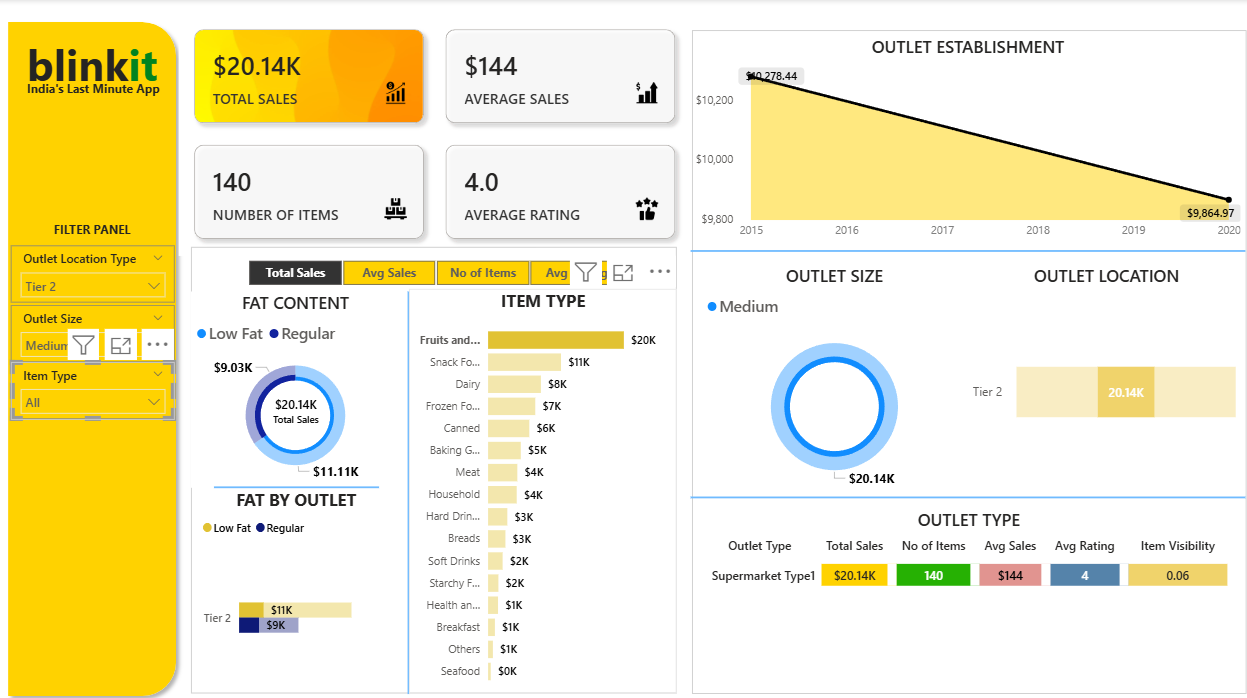 blinkit
India's Last Minute App
FILTER PANEL
Outlet Location Type
Tier 2
Outlet Size
Medium
Item Type
All
$20.14K
TOTAL SALES
$144
AVERAGE SALES
140
NUMBER OF ITEMS
4.0
AVERAGE RATING
Total Sales
Avg Sales
No of Items
Avg
FAT CONTENT
Low Fat
Regular
$9.03K
$20.14K
Total Sales
$11.11K
FAT BY OUTLET
Low Fat
Regular
Tier 2
$11K
$9K
ITEM TYPE
Fruits and... $20K
Snack Fo... $11K
Dairy $8K
Frozen Fo... $7K
Canned $6K
Baking G... $5K
Meat $4K
Household $4K
Hard Drin... $3K
Breads $3K
Soft Drinks $2K
Starchy F... $2K
Health an... $1K
Breakfast $1K
Others $1K
Seafood $0K
OUTLET ESTABLISHMENT
$10,278.44
$10,200
$10,000
$9,800
$9,864.97
2015 2016 2017 2018 2019 2020
OUTLET SIZE
Medium
$20.14K
OUTLET LOCATION
Tier 2
20.14K
OUTLET TYPE
Outlet Type Total Sales No of Items Avg Sales Avg Rating Item Visibility
Supermarket Type1 $20.14K 140 $144 4 0.06